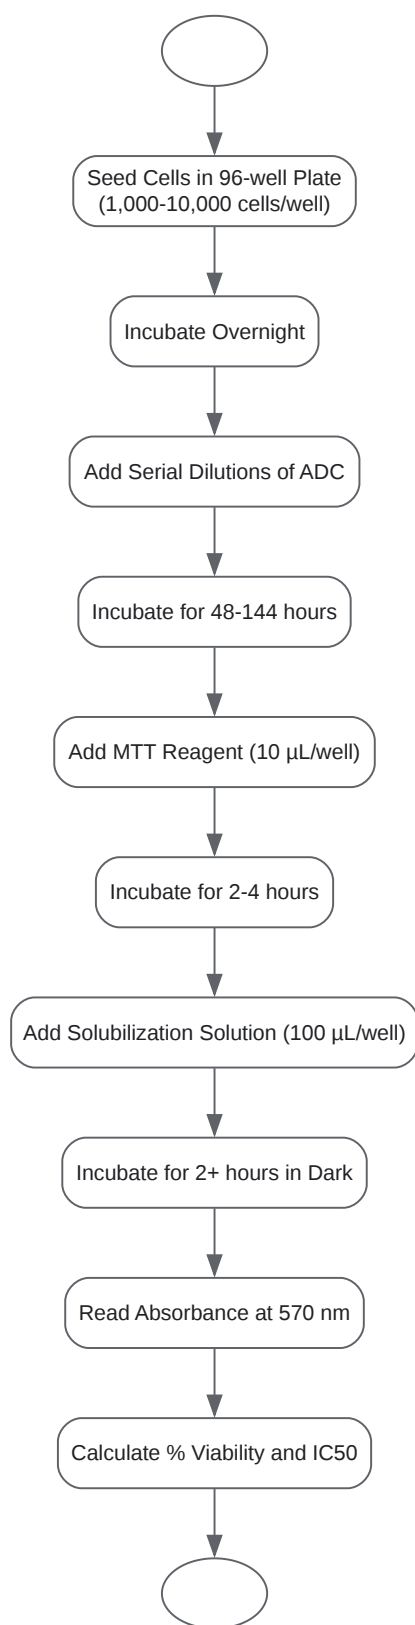 Seed Cells in 96-well Plate
(1,000-10,000 cells/well)
Incubate Overnight
Add Serial Dilutions of ADC
Incubate for 48-144 hours
Add MTT Reagent (10 µL/well)
Incubate for 2-4 hours
Add Solubilization Solution (100 µL/well)
Incubate for 2+ hours in Dark
Read Absorbance at 570 nm
Calculate % Viability and IC50